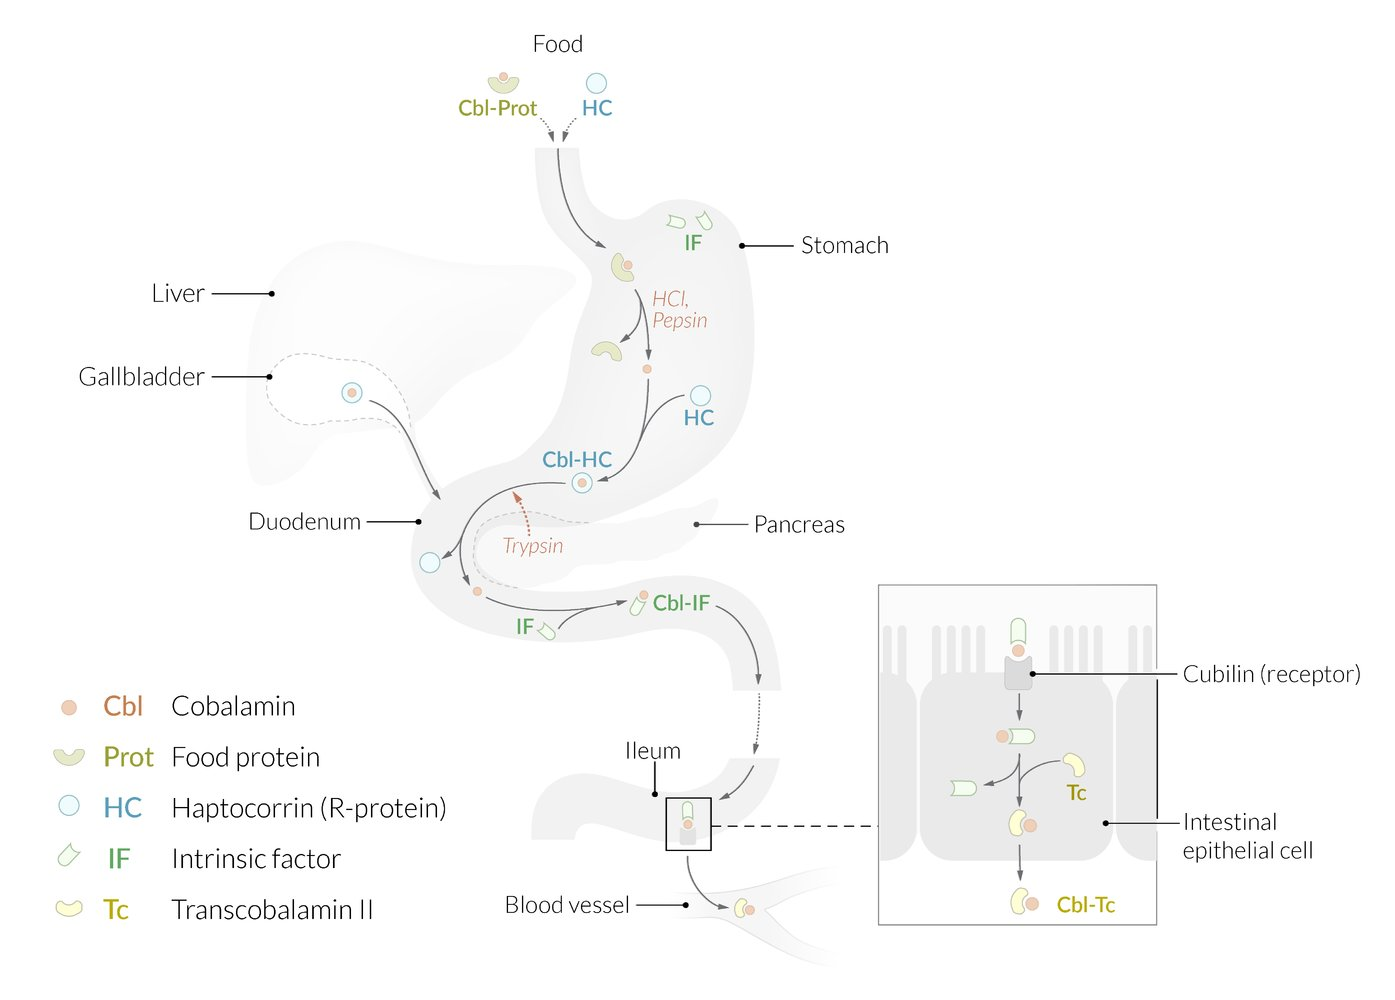 Food
Cbl-Prot
HC
IF
Stomach
Liver
HCl,
Pepsin
Gallbladder
HC
Cbl-HC
Duodenum
Pancreas
Trypsin
Cbl-IF
IF
Cubilin (receptor)
Cbl Cobalamin
Prot Food protein
HC Haptocorrin (R-protein)
IF Intrinsic factor
Tc Transcobalamin II
Ileum
Tc
Intestinal
epithelial cell
Blood vessel
Cbl-Tc